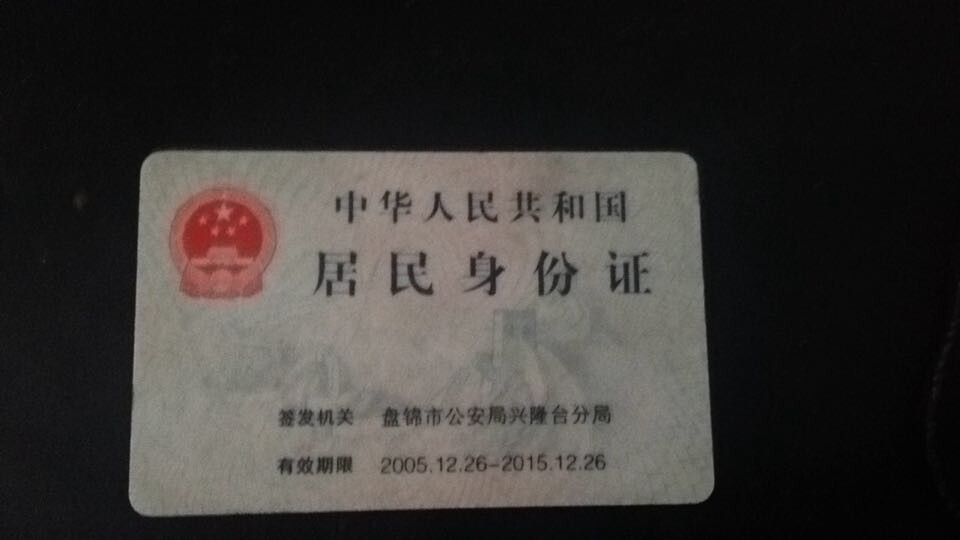 中华人民共和国
居民身份证
签发机关 盘锦市公安局兴隆台分局
有效期限 2005.12.26-2015.12.26